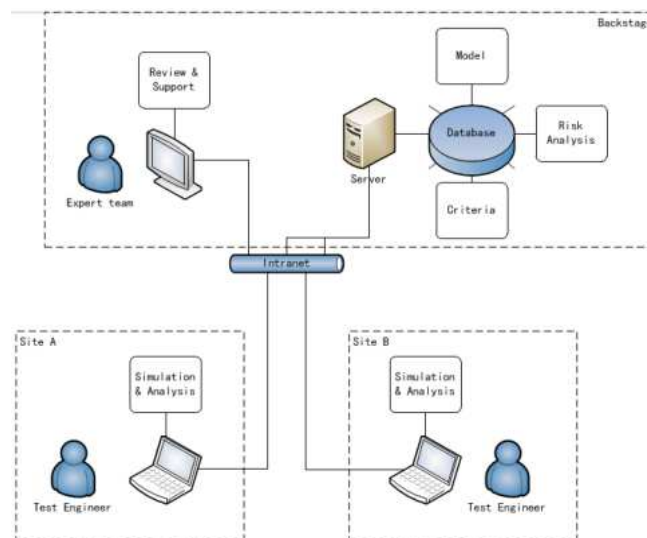 Backstag
Review &
Support
Expert team
Server
Model
Database
Risk
Analysis
Criteria
Intranet
Site A
Simulation
& Analysis
Test Engineer
Site B
Simulation
& Analysis
Test Engineer